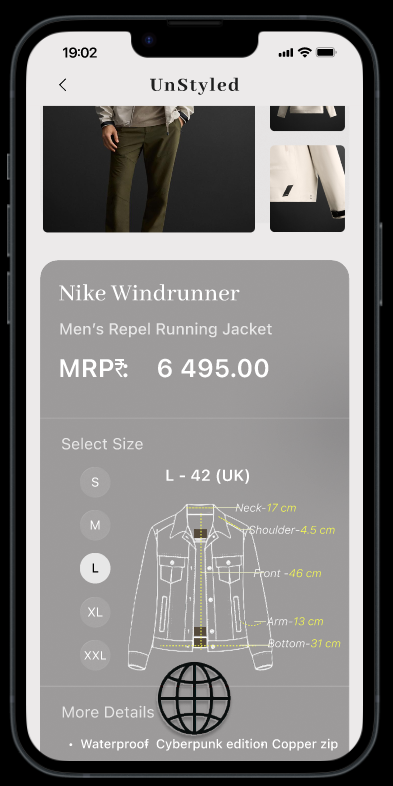 19:02
UnStyled
Nike Windrunner
Men's Repel Running Jacket
MRP₹: 6 495.00
Select Size
L - 42 (UK)
S
M
L
XL
XXL
Neck-17 cm
Shoulder-4.5 cm
Front -46 cm
Arm-13 cm
Bottom-31 cm
More Details
• Waterproof • Cyberpunk edition • Copper zip